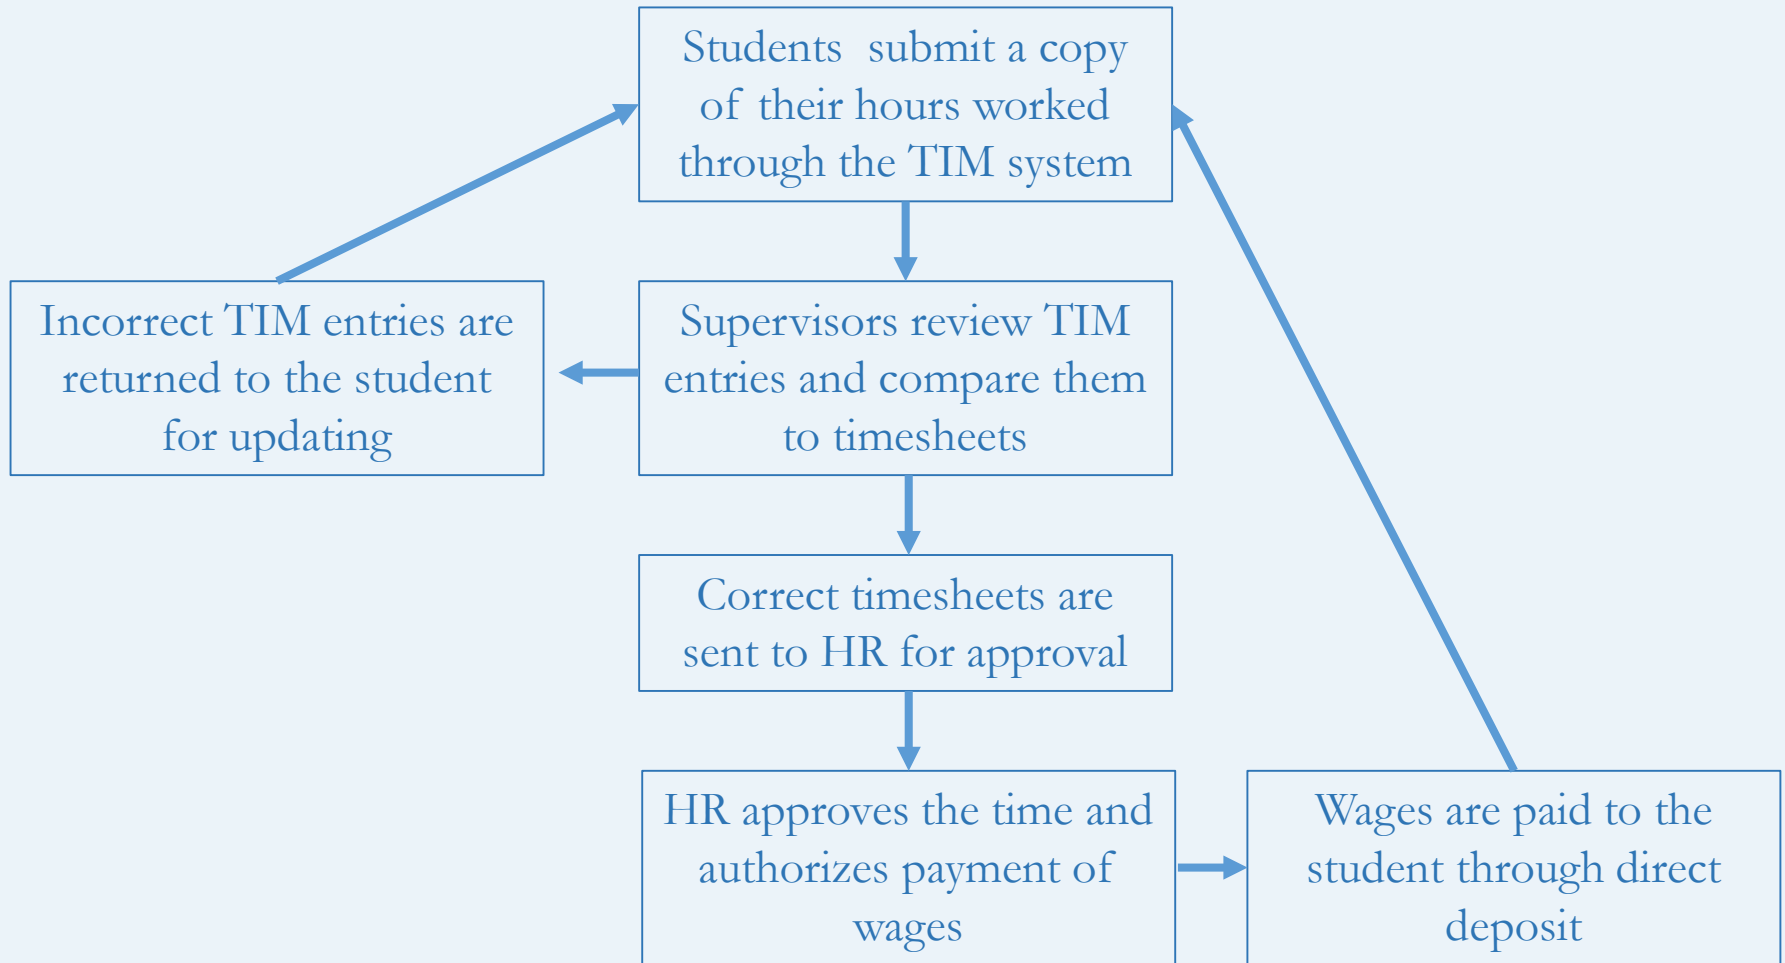 Students submit a copy
of their hours worked
through the TIM system
Incorrect TIM entries are
returned to the student
for updating
Supervisors review TIM
entries and compare them
to timesheets
Correct timesheets are
sent to HR for approval
HR approves the time and
authorizes payment of
wages
Wages are paid to the
student through direct
deposit